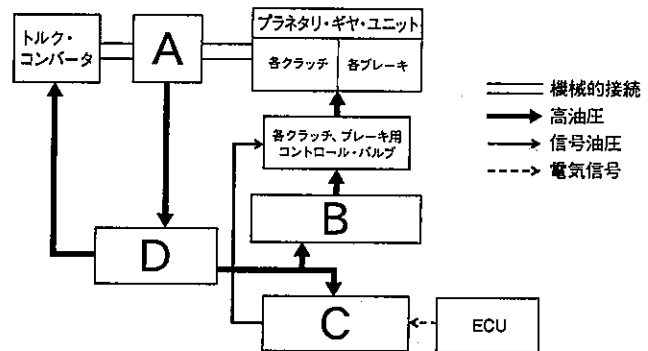 トルク・
コンバータ
A
プラネタリ・ギヤ・ユニット
各クラッチ
各ブレーキ
機械的接続
高油圧
信号油圧
電気信号
各クラッチ、ブレーキ用
コントロール・バルブ
B
D
C
ECU